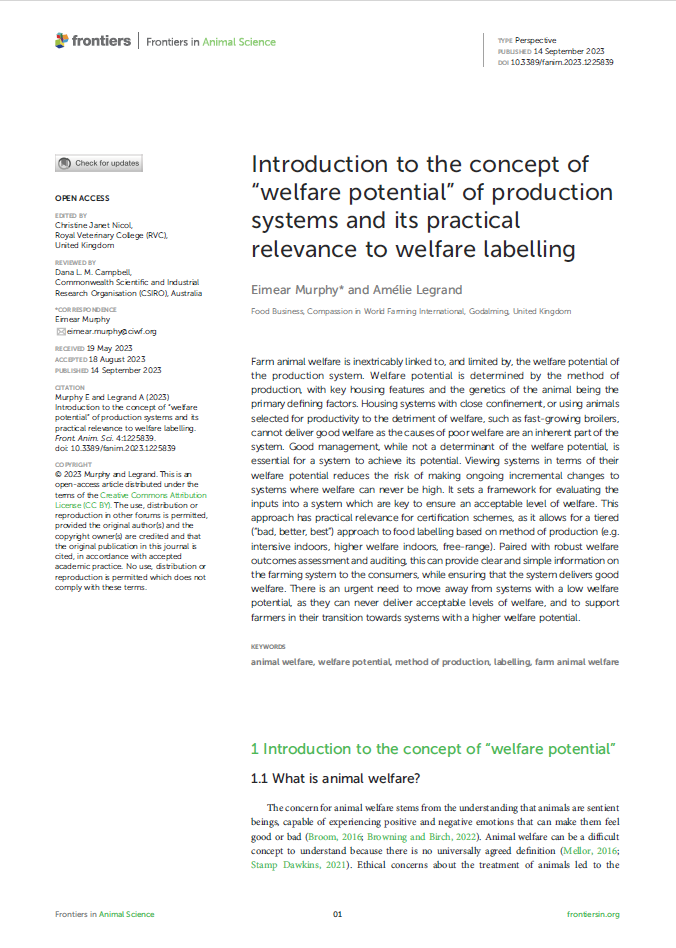 frontiers | Frontiers in Animal Science
TYPE Perspective
PUBLISHED 14 September 2023
DOI 10.3389/fanim.2023.1225839
Check for updates
OPEN ACCESS
EDITED BY
Christine Janet Nicol,
Royal Veterinary College (RVC),
United Kingdom
REVIEWED BY
Dana L. M. Campbell,
Commonwealth Scientific and Industrial
Research Organisation (CSIRO), Australia
*CORRESPONDENCE
Eimear Murphy
eimear.murphy@ciwf.org
RECEIVED 19 May 2023
ACCEPTED 18 August 2023
PUBLISHED 14 September 2023
CITATION
Murphy E and Legrand A (2023)
Introduction to the concept of “welfare
potential” of production systems and its
practical relevance to welfare labelling.
Front. Anim. Sci. 4:1225839.
doi: 10.3389/fanim.2023.1225839
COPYRIGHT
© 2023 Murphy and Legrand. This is an
open-access article distributed under the
terms of the Creative Commons Attribution
License (CC BY). The use, distribution or
reproduction in other forums is permitted,
provided the original author(s) and the
copyright owner(s) are credited and that
the original publication in this journal is
cited, in accordance with accepted
academic practice. No use, distribution or
reproduction is permitted which does not
comply with these terms.
Introduction to the concept of
“welfare potential” of production
systems and its practical
relevance to welfare labelling
Eimear Murphy* and Amélie Legrand
Food Business, Compassion in World Farming International, Godalming, United Kingdom
Farm animal welfare is inextricably linked to, and limited by, the welfare potential of
the production system. Welfare potential is determined by the method of
production, with key housing features and the genetics of the animal being the
primary defining factors. Housing systems with close confinement, or using animals
selected for productivity to the detriment of welfare, such as fast-growing broilers,
cannot deliver good welfare as the causes of poor welfare are an inherent part of the
system. Good management, while not a determinant of the welfare potential, is
essential for a system to achieve its potential. Viewing systems in terms of their
welfare potential reduces the risk of making ongoing incremental changes to
systems where welfare can never be high. It sets a framework for evaluating the
inputs into a system which are key to ensure an acceptable level of welfare. This
approach has practical relevance for certification schemes, as it allows for a tiered
(“bad, better, best”) approach to food labelling based on method of production (e.g.
intensive indoors, higher welfare indoors, free-range). Paired with robust welfare
outcomes assessment and auditing, this can provide clear and simple information on
the farming system to the consumers, while ensuring that the system delivers good
welfare. There is an urgent need to move away from systems with a low welfare
potential, as they can never deliver acceptable levels of welfare, and to support
farmers in their transition towards systems with a higher welfare potential.
KEYWORDS
animal welfare, welfare potential, method of production, labelling, farm animal welfare
1 Introduction to the concept of “welfare potential”
1.1 What is animal welfare?
The concern for animal welfare stems from the understanding that animals are sentient
beings, capable of experiencing positive and negative emotions that can make them feel
good or bad (Broom, 2016; Browning and Birch, 2022). Animal welfare can be a difficult
concept to understand because there is no universally agreed definition (Mellor, 2016;
Stamp Dawkins, 2021). Ethical concerns about the treatment of animals led to the
Frontiers in Animal Science
01
frontiersin.org